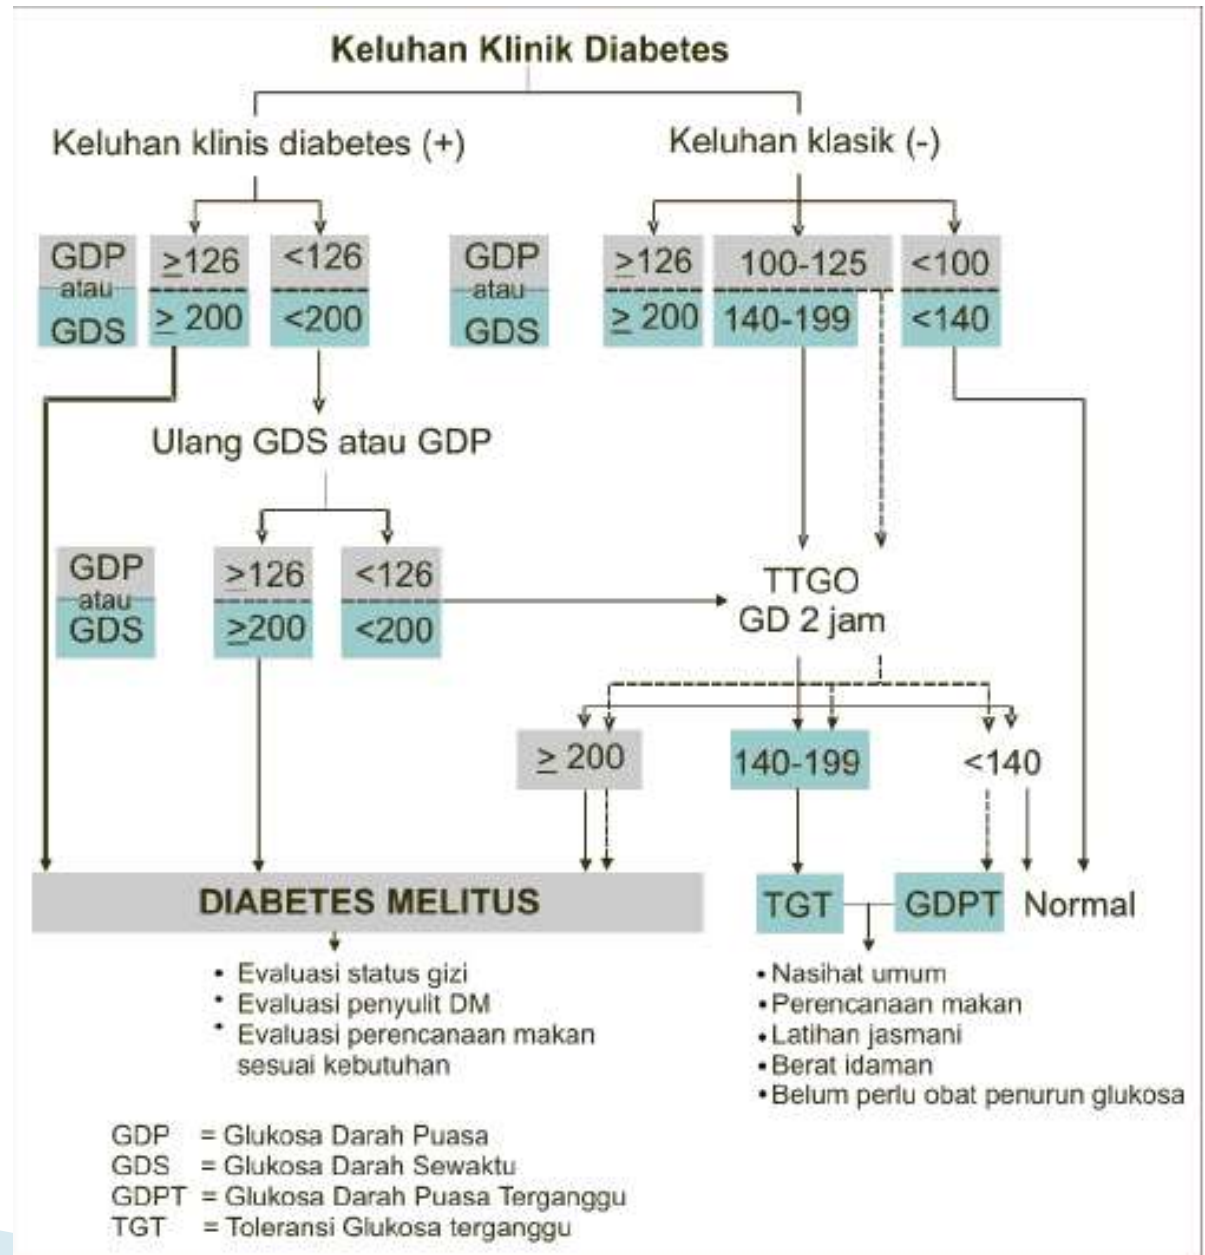 Keluhan Klinik Diabetes
Keluhan klinis diabetes (+)
Keluhan klasik (-)
GDP
atau
GDS
≥126
≥ 200
<126
<200
GDP
atau
GDS
≥126
≥ 200
100-125
140-199
<100
<140
Ulang GDS atau GDP
GDP
atau
GDS
≥126
≥200
<126
<200
TTGO
GD 2 jam
≥ 200
140-199
<140
DIABETES MELITUS
TGT
GDPT
Normal
• Evaluasi status gizi
• Evaluasi penyulit DM
• Evaluasi perencanaan makan
sesuai kebutuhan
• Nasihat umum
• Perencanaan makan
• Latihan jasmani
• Berat idaman
• Belum perlu obat penurun glukosa
GDP = Glukosa Darah Puasa
GDS = Glukosa Darah Sewaktu
GDPT = Glukosa Darah Puasa Terganggu
TGT = Toleransi Glukosa terganggu